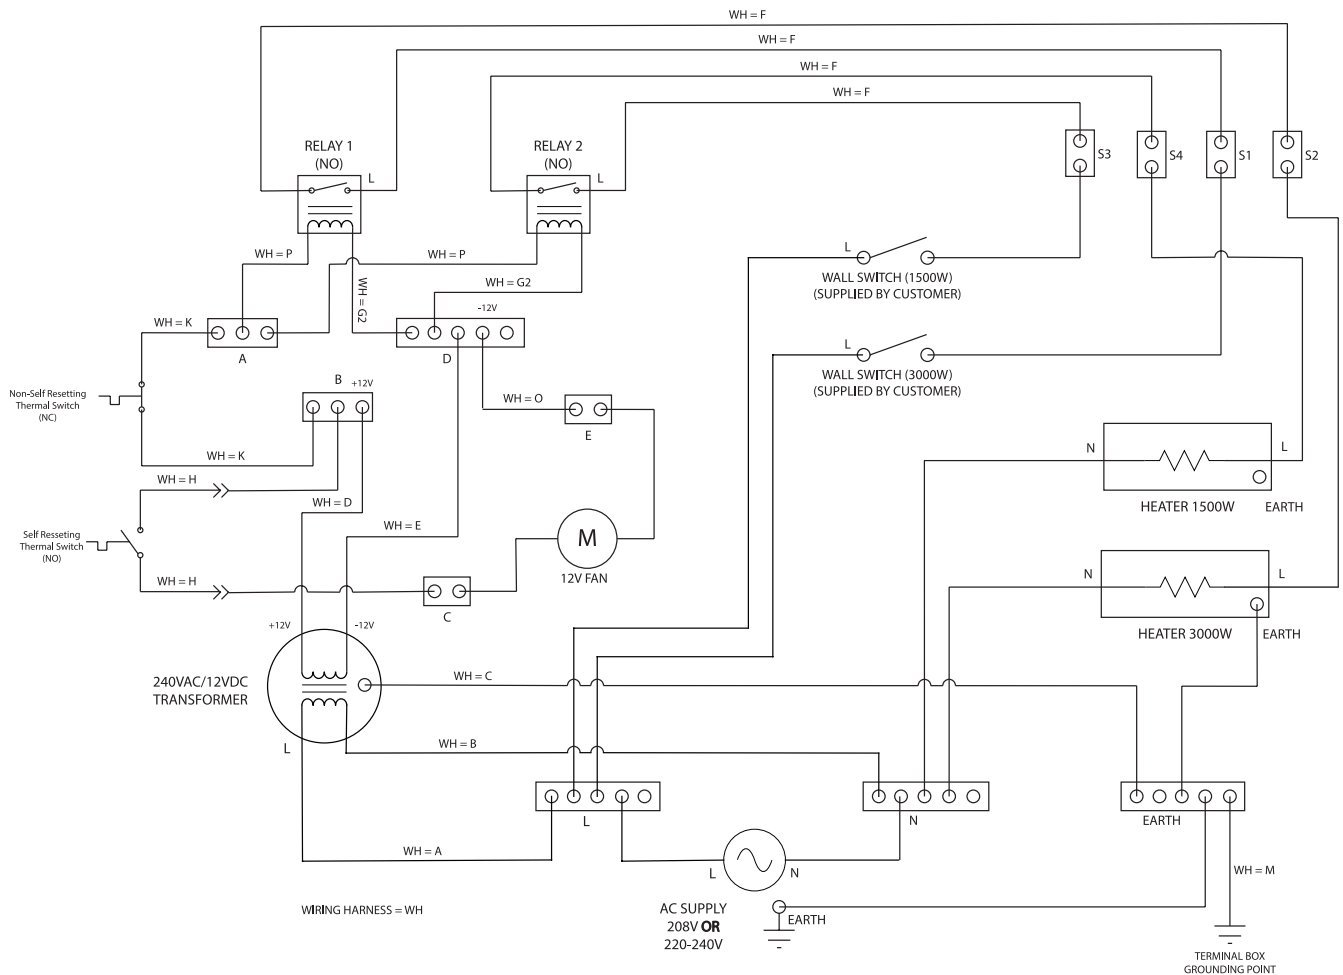 WH = F
WH = F
WH = F
WH = F
RELAY 1
(NO)
L
RELAY 2
(NO)
L
S3
S4
S1
S2
WH = P
WH = G2
WH = P
WH = G2
L
WALL SWITCH (1500W)
(SUPPLIED BY CUSTOMER)
WH = K
A
-12V
D
L
WALL SWITCH (3000W)
(SUPPLIED BY CUSTOMER)
Non-Self Resetting
Thermal Switch
(NC)
B
+12V
WH = O
E
WH = K
WH = H
WH = D
N
L
HEATER 1500W
EARTH
Self Resseting
Thermal Switch
(NO)
WH = E
M
12V FAN
WH = H
C
N
L
HEATER 3000W
EARTH
+12V
-12V
240VAC/12VDC
TRANSFORMER
WH = C
L
WH = B
L
N
EARTH
WH = A
L
N
WH = M
WIRING HARNESS = WH
AC SUPPLY
208V OR
220-240V
EARTH
TERMINAL BOX
GROUNDING POINT